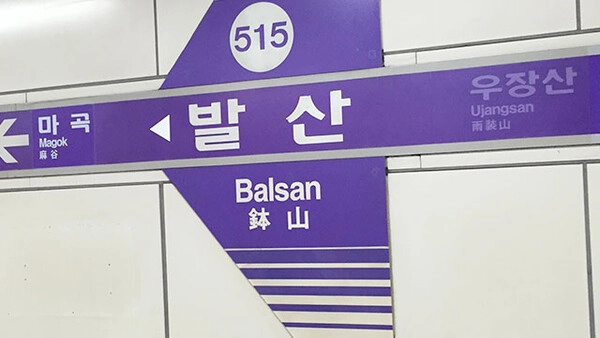 515
마곡
Magok
麻谷
발산
Balsan
鉢山
우장산
Ujangsan
雨装山